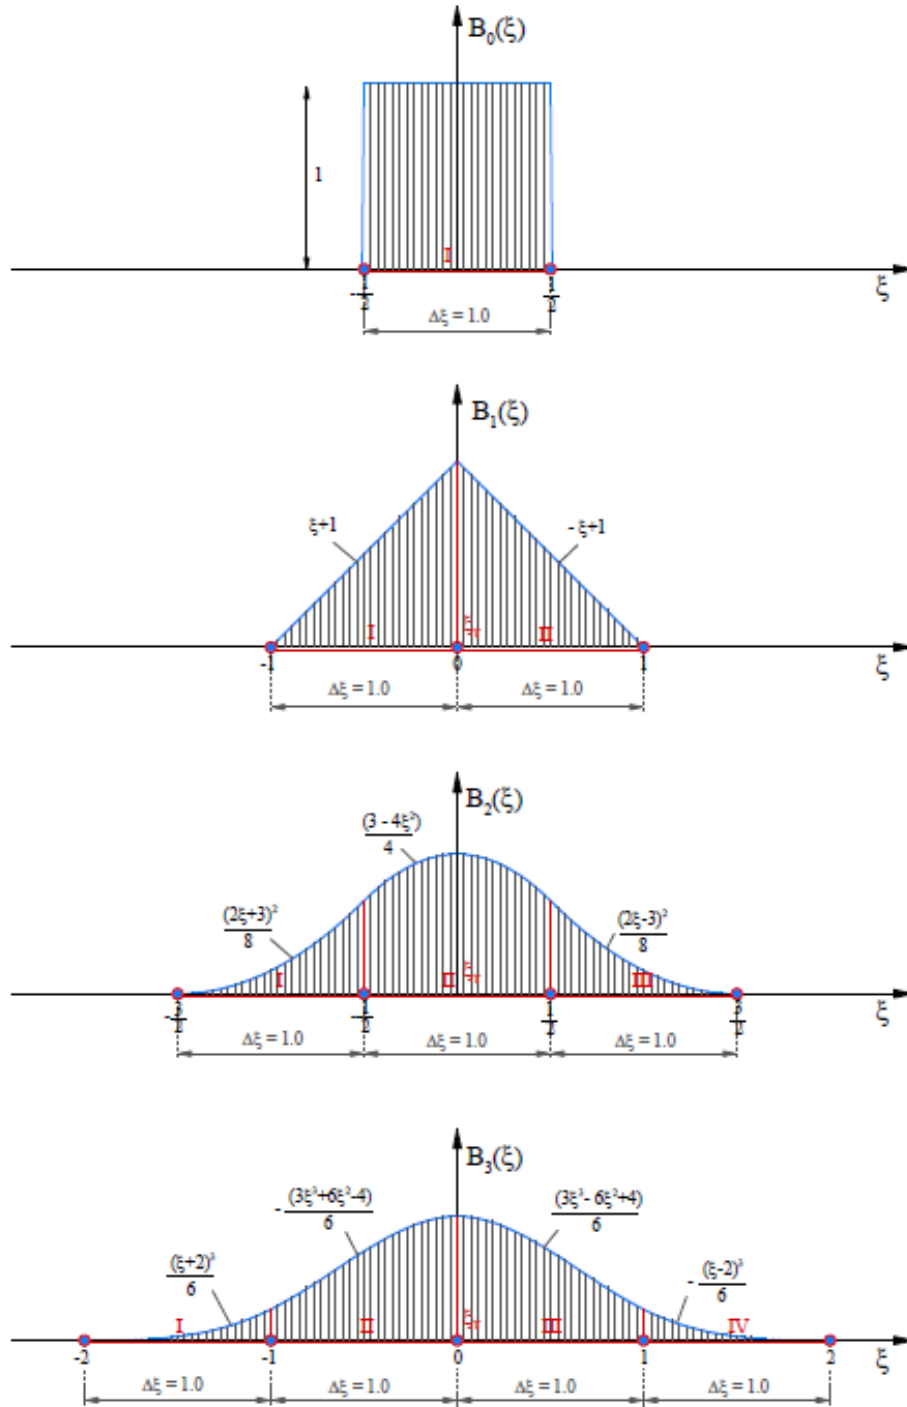 B₀(ξ)
1
I
-1/2
1/2
ξ
Δξ = 1.0
B₁(ξ)
ξ+1
-ξ+1
I
II
-1
0
1
ξ
Δξ = 1.0
Δξ = 1.0
B₂(ξ)
(3 - 4ξ²)/4
(2ξ+3)²/8
(2ξ-3)²/8
I
II
III
-3/2
-1/2
1/2
3/2
ξ
Δξ = 1.0
Δξ = 1.0
Δξ = 1.0
B₃(ξ)
-(3ξ³+6ξ²-4)/6
(3ξ³- 6ξ²+4)/6
(ξ+2)³/6
-(ξ-2)³/6
I
II
III
IV
-2
-1
0
1
2
ξ
Δξ = 1.0
Δξ = 1.0
Δξ = 1.0
Δξ = 1.0